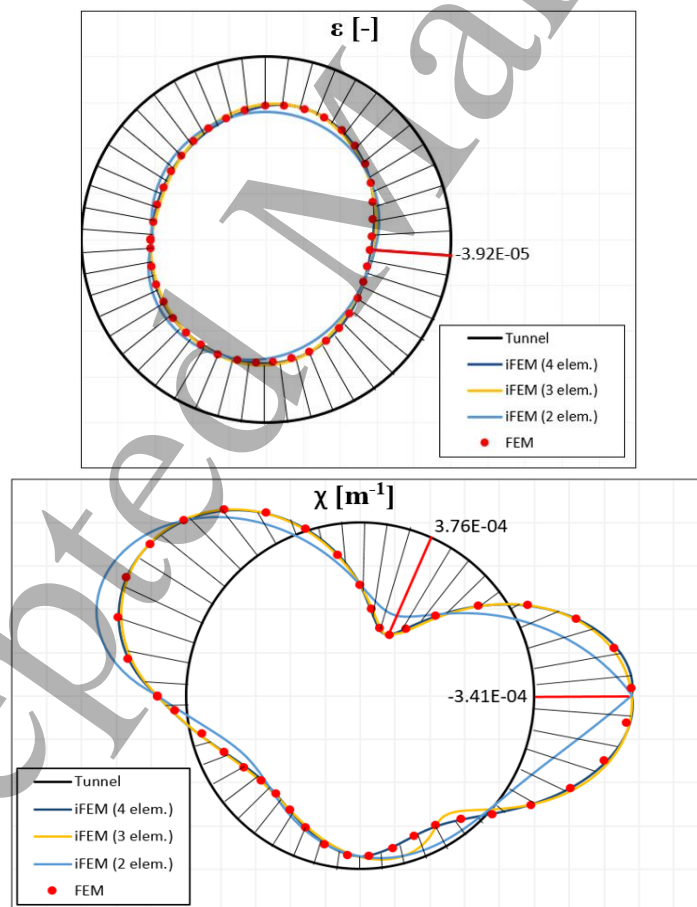 ε [-]
-3.92E-05
Tunnel
iFEM (4 elem.)
iFEM (3 elem.)
iFEM (2 elem.)
FEM
χ [m-1]
3.76E-04
-3.41E-04
Tunnel
iFEM (4 elem.)
iFEM (3 elem.)
iFEM (2 elem.)
FEM